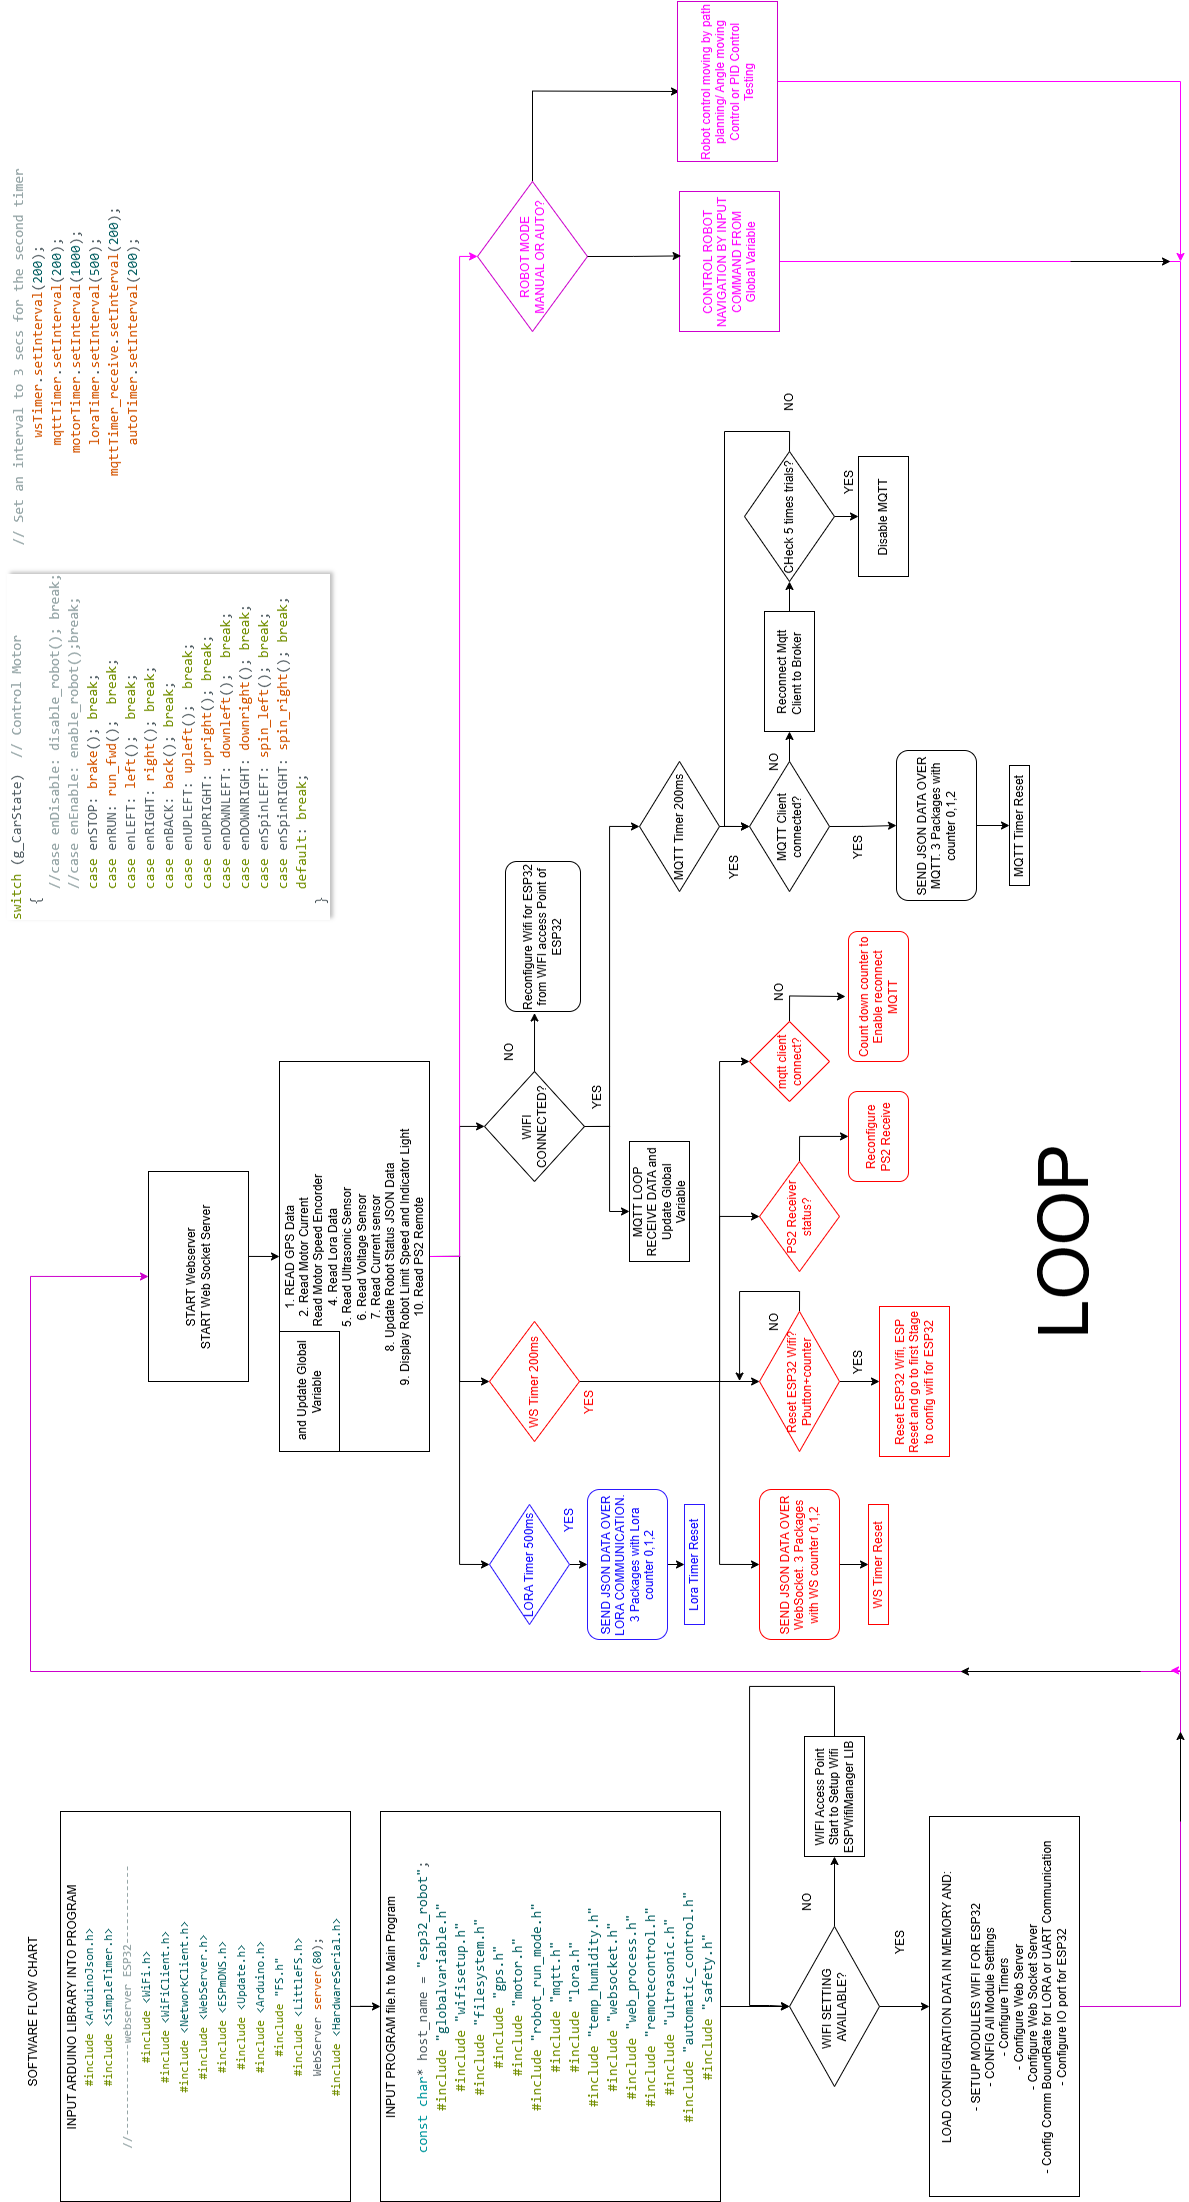 SOFTWARE FLOW CHART
INPUT ARDUINO LIBRARY INTO PROGRAM
#include <ArduinoJson.h>
#include <SimpleTimer.h>
//-------------webserver ESP32-------------
#include <WiFi.h>
#include <WiFiClient.h>
#include <NetworkClient.h>
#include <WebServer.h>
#include <ESPmDNS.h>
#include <Update.h>
#include <Arduino.h>
#include "FS.h"
#include <LittleFS.h>
WebServer server(80);
#include <HardwareSerial.h>
INPUT PROGRAM file.h to Main Program
const char* host_name = "esp32_robot";
#include "globalvariable.h"
#include "wifisetup.h"
#include "filesystem.h"
#include "gps.h"
#include "motor.h"
#include "robot_run_mode.h"
#include "mqtt.h"
#include "lora.h"
#include "temp_humidity.h"
#include "websocket.h"
#include "web_process.h"
#include "remotecontrol.h"
#include "ultrasonic.h"
#include "automatic_control.h"
#include "safety.h"
WIFI SETTING
AVAILABLE?
NO
WIFI Access Point
Start to Setup Wifi
ESPWifiManager LIB
YES
LOAD CONFIGURATION DATA IN MEMORY AND:
- SETUP MODULES WIFI FOR ESP32
- CONFIG All Module Settings
- Configure Timers
- Configure Web Server
- Configure Web Socket Server
- Config Comm BoundRate for LORA or UART Communication
- Configure IO port for ESP32
START Webserver
START Web Socket Server
1. READ GPS Data
2. Read Motor Current
Read Motor Speed Encorder
4. Read Lora Data
5. Read Ultrasonic Sensor
6. Read Voltage Sensor
7. Read Current sensor
8. Update Robot Status JSON Data
9. Display Robot Limit Speed and Indicator Light
10. Read PS2 Remote
and Update Global
Variable
LORA Timer 500ms
YES
SEND JSON DATA OVER
LORA COMMUNICATION.
3 Packages with Lora
counter 0,1,2
Lora Timer Reset
WS Timer 200ms
YES
SEND JSON DATA OVER
WebSocket. 3 Packages
with WS counter 0,1,2
WS Timer Reset
Reset ESP32 Wifi?
Pbutton+counter
NO
YES
Reset ESP32 Wifi, ESP
Reset and go to first Stage
to config wifi for ESP32
PS2 Receiver
status?
Reconfigure
PS2 Receive
mqtt client
connect?
NO
Count down counter to
Enable reconnect
MQTT
WIFI
CONNECTED?
NO
Reconfigure Wifi for ESP32
from WIFI access Point of
ESP32
YES
MQTT LOOP
RECEIVE DATA and
Update Global
Variable
MQTT Timer 200ms
YES
MQTT Client
connected?
NO
YES
SEND JSON DATA OVER
MQTT. 3 Packages with
counter 0,1,2
MQTT Timer Reset
Reconnect Mqtt
Client to Broker
CHeck 5 times trials?
NO
YES
Disable MQTT
ROBOT MODE
MANUAL OR AUTO?
CONTROL ROBOT
NAVIGATION BY INPUT
COMMAND FROM
Global Variable
Robot control moving by path
planning/ Angle moving
Control or PID Control
Testing
LOOP
switch (g_CarState)  // Control Motor
{
//case enDisable: disable_robot(); break;
//case enEnable: enable_robot();break;
case enSTOP: brake(); break;
case enRUN: run_fwd();  break;
case enLEFT: left();  break;
case enRIGHT: right(); break;
case enBACK: back(); break;
case enUPLEFT: upleft();  break;
case enUPRIGHT: upright(); break;
case enDOWNLEFT: downleft();  break;
case enDOWNRIGHT: downright(); break;
case enSpinLEFT: spin_left(); break;
case enSpinRIGHT: spin_right(); break;
default: break;
}
// Set an interval to 3 secs for the second timer
wsTimer.setInterval(200);
mqttTimer.setInterval(200);
motorTimer.setInterval(1000);
loraTimer.setInterval(500);
mqttTimer_receive.setInterval(200);
autoTimer.setInterval(200);